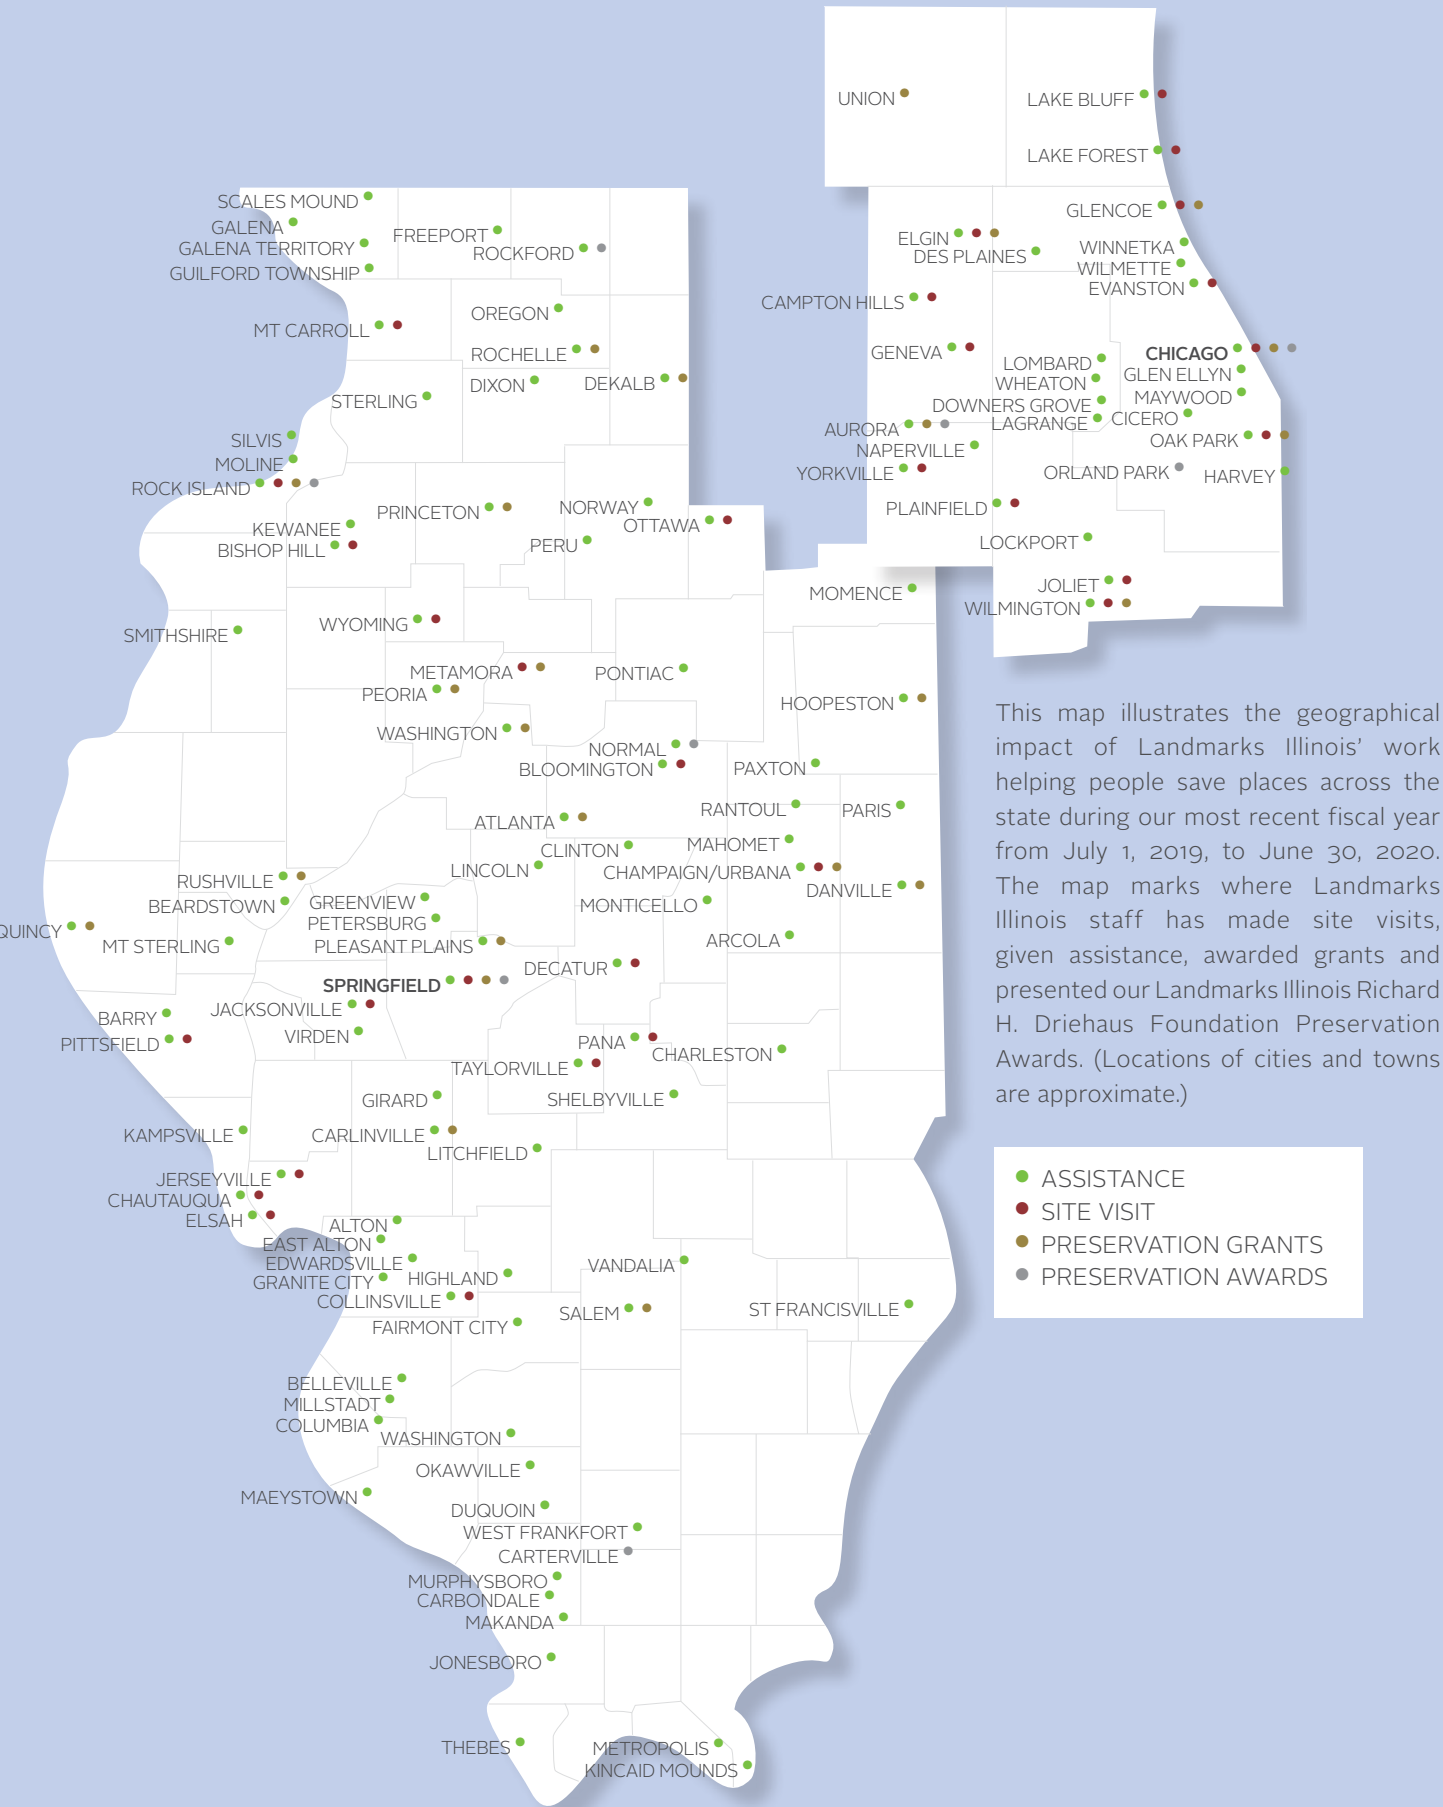 UNION
LAKE BLUFF
LAKE FOREST
GLENCOE
ELGIN
DES PLAINES
WINNETKA
WILMETTE
EVANSTON
CAMPTON HILLS
GENEVA
CHICAGO
LOMBARD
GLEN ELLYN
WHEATON
MAYWOOD
DOWNERS GROVE
CICERO
LAGRANGE
AURORA
OAK PARK
NAPERVILLE
YORKVILLE
ORLAND PARK
HARVEY
PLAINFIELD
LOCKPORT
JOLIET
WILMINGTON
SCALES MOUND
GALENA
GALENA TERRITORY
GUILFORD TOWNSHIP
FREEPORT
ROCKFORD
MT CARROLL
OREGON
ROCHELLE
DIXON
DEKALB
STERLING
SILVIS
MOLINE
ROCK ISLAND
PRINCETON
NORWAY
OTTAWA
KEWANEE
BISHOP HILL
PERU
MOMENCE
SMITHSHIRE
WYOMING
METAMORA
PONTIAC
PEORIA
HOOPESTON
WASHINGTON
NORMAL
BLOOMINGTON
PAXTON
RANTOUL
PARIS
ATLANTA
CLINTON
MAHOMET
LINCOLN
CHAMPAIGN/URBANA
RUSHVILLE
DANVILLE
BEARDSTOWN
GREENVIEW
MONTICELLO
PETERSBURG
QUINCY
MT STERLING
PLEASANT PLAINS
ARCOLA
DECATUR
SPRINGFIELD
JACKSONVILLE
BARRY
VIRDEN
PITTSFIELD
PANA
CHARLESTON
TAYLORVILLE
GIRARD
SHELBYVILLE
KAMPSVILLE
CARLINVILLE
LITCHFIELD
JERSEYVILLE
CHAUTAUQUA
ELSAH
ALTON
EAST ALTON
EDWARDSVILLE
VANDALIA
GRANITE CITY
HIGHLAND
COLLINSVILLE
SALEM
ST FRANCISVILLE
FAIRMONT CITY
BELLEVILLE
MILLSTADT
COLUMBIA
WASHINGTON
OKAWVILLE
MAEYSTOWN
DUQUOIN
WEST FRANKFORT
CARTERVILLE
MURPHYSBORO
CARBONDALE
MAKANDA
JONESBORO
THEBES
METROPOLIS
KINCAID MOUNDS
This map illustrates the geographical
impact of Landmarks Illinois' work
helping people save places across the
state during our most recent fiscal year
from July 1, 2019, to June 30, 2020.
The map marks where Landmarks
Illinois staff has made site visits,
given assistance, awarded grants and
presented our Landmarks Illinois Richard
H. Driehaus Foundation Preservation
Awards. (Locations of cities and towns
are approximate.)
ASSISTANCE
SITE VISIT
PRESERVATION GRANTS
PRESERVATION AWARDS